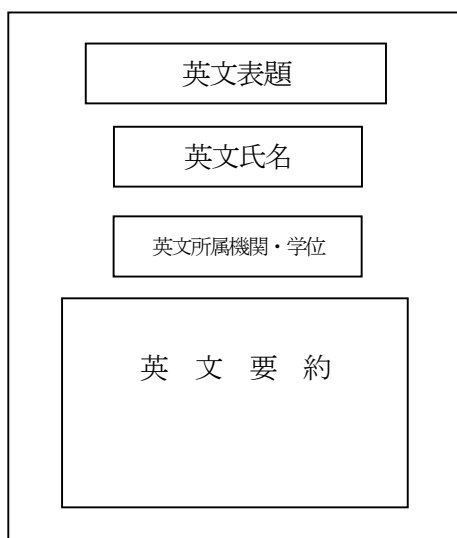 英文表題
英文氏名
英文所属機関・学位
英　文　要　約